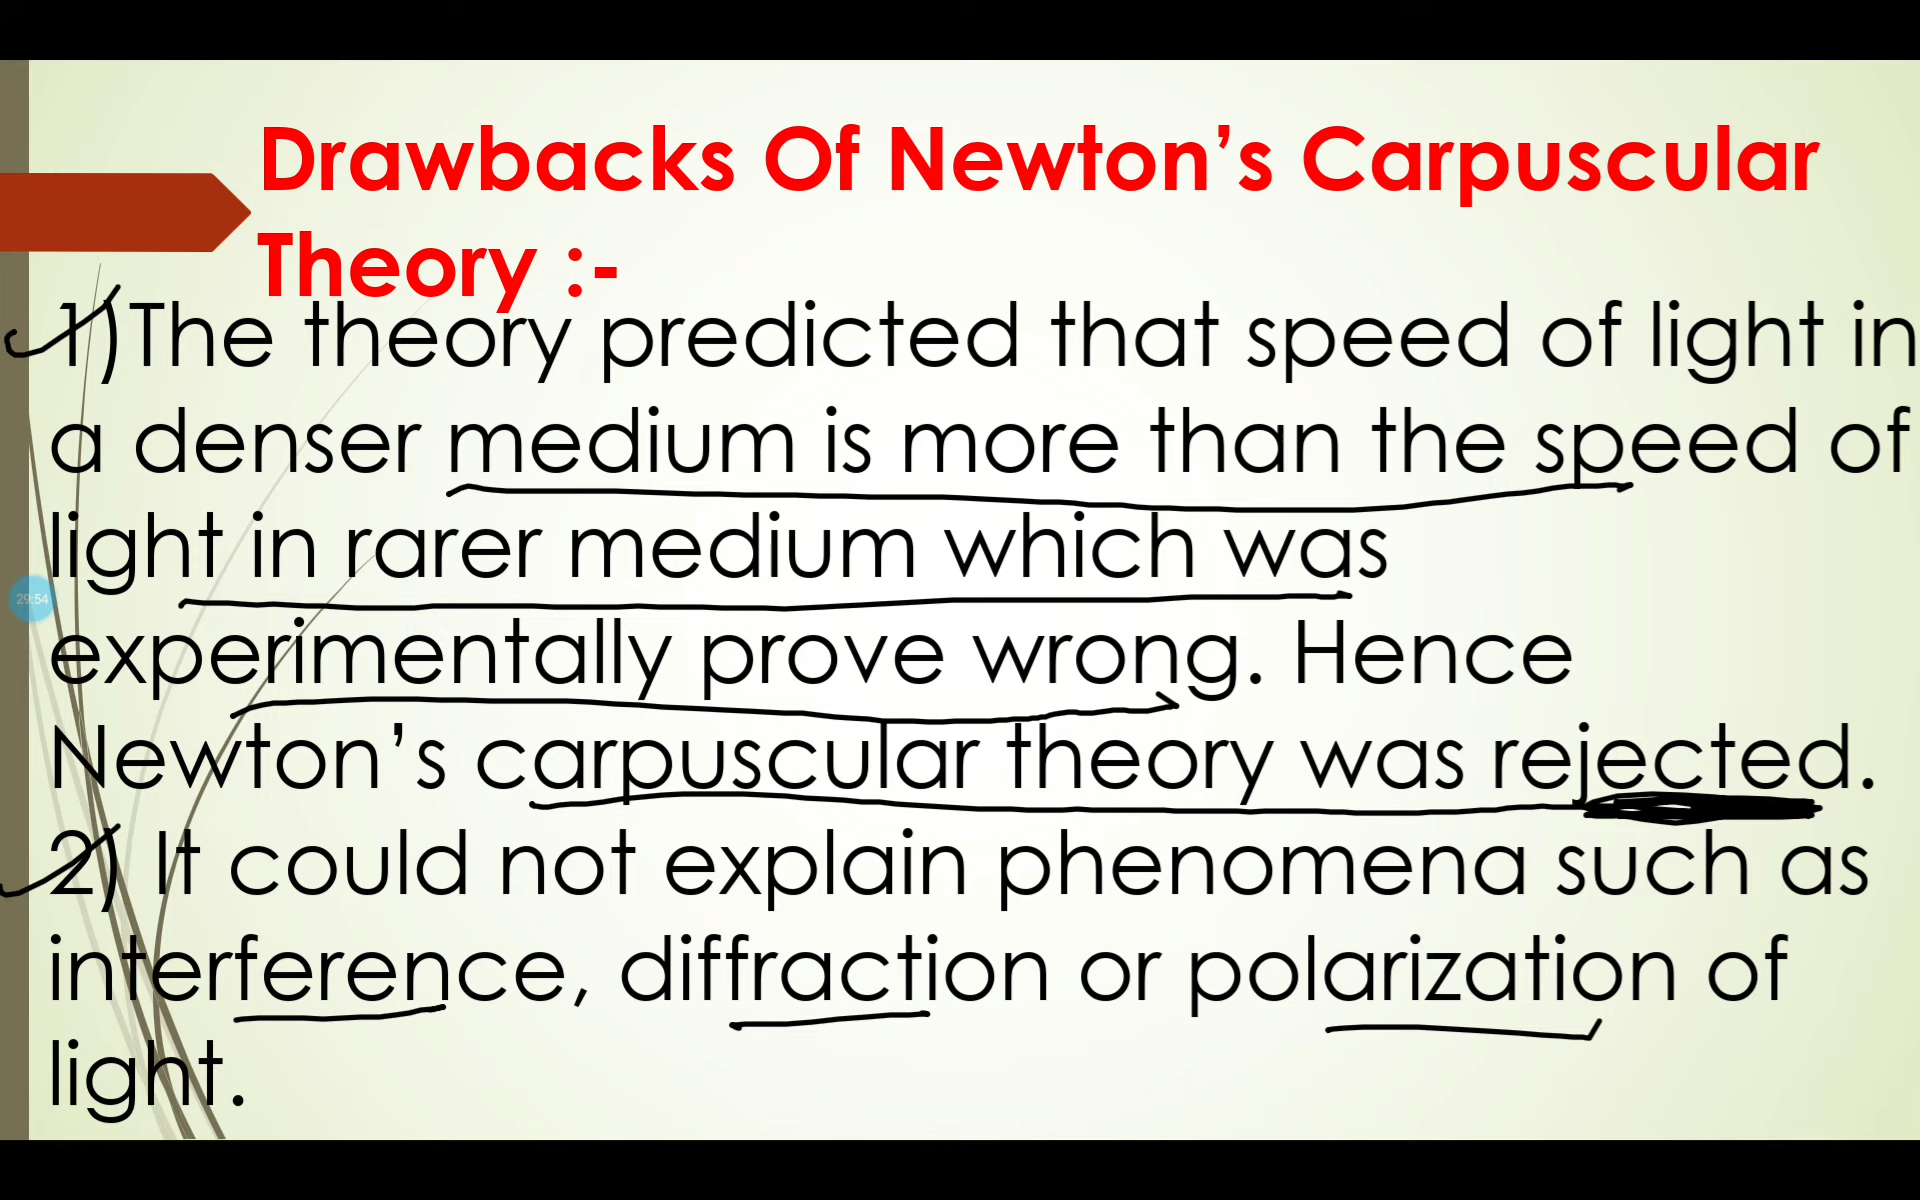 Drawbacks Of Newton’s Carpuscular
Theory :-
1)The theory predicted that speed of light in
a denser medium is more than the speed of
light in rarer medium which was
29:54
experimentally prove wrong. Hence
Newton’s carpuscular theory was rejected.
2) It could not explain phenomena such as
interference, diffraction or polarization of
light.